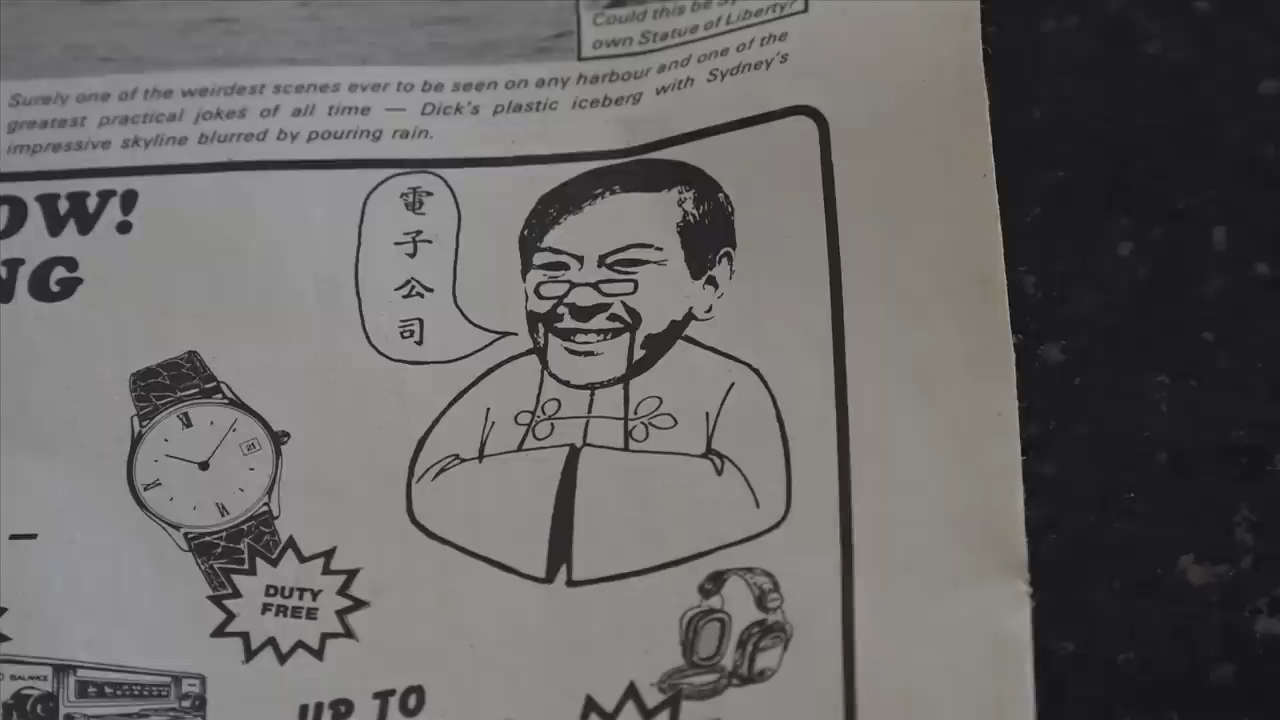 Could this be
own Statue of Liberty?
Surely one of the weirdest scenes ever to be seen on any harbour and one of the
greatest practical jokes of all time — Dick's plastic iceberg with Sydney's
impressive skyline blurred by pouring rain.
OW!
NG
電
子
公
司
21
DUTY
FREE
BALANCE
UP TO